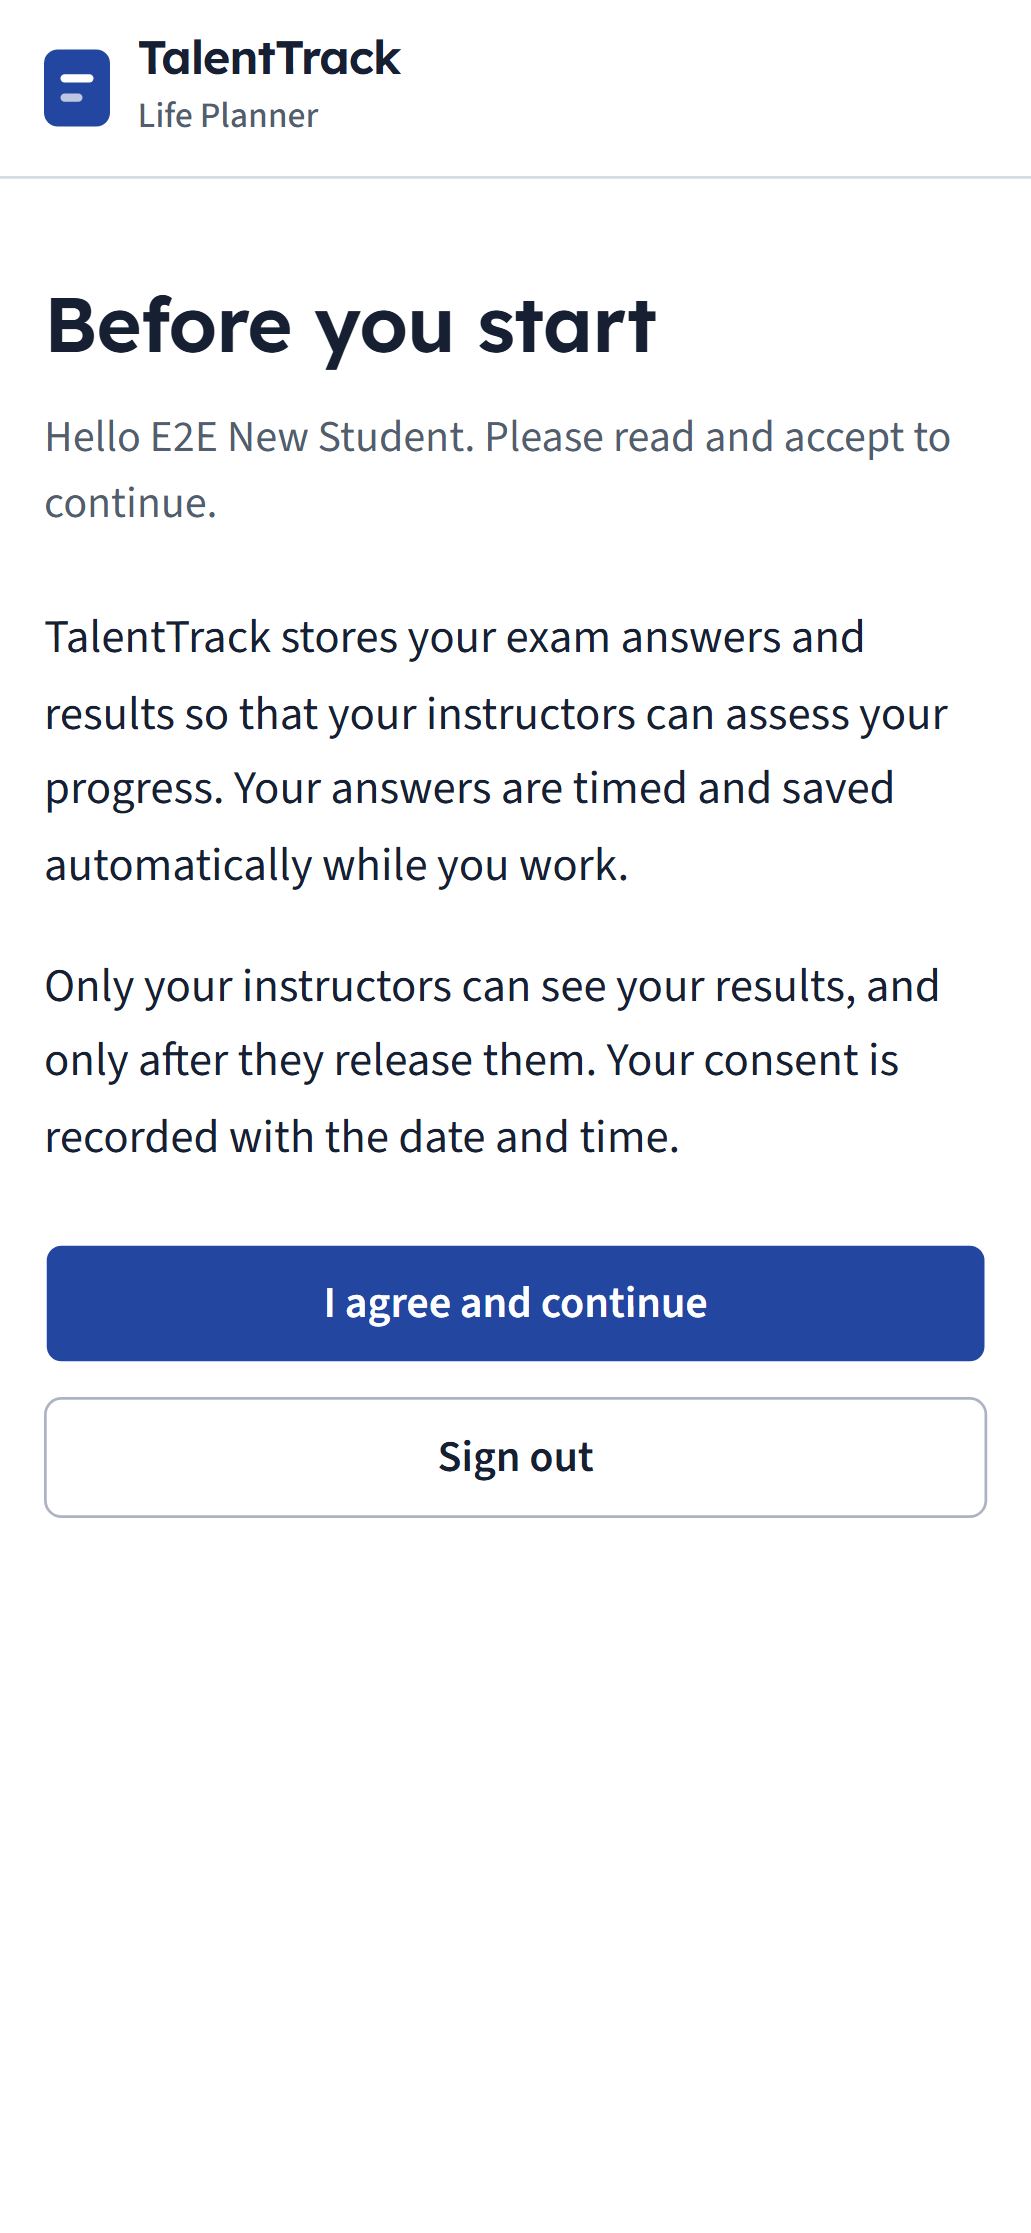 TalentTrack
Life Planner
Before you start
Hello E2E New Student. Please read and accept to
continue.
TalentTrack stores your exam answers and
results so that your instructors can assess your
progress. Your answers are timed and saved
automatically while you work.
Only your instructors can see your results, and
only after they release them. Your consent is
recorded with the date and time.
I agree and continue
Sign out